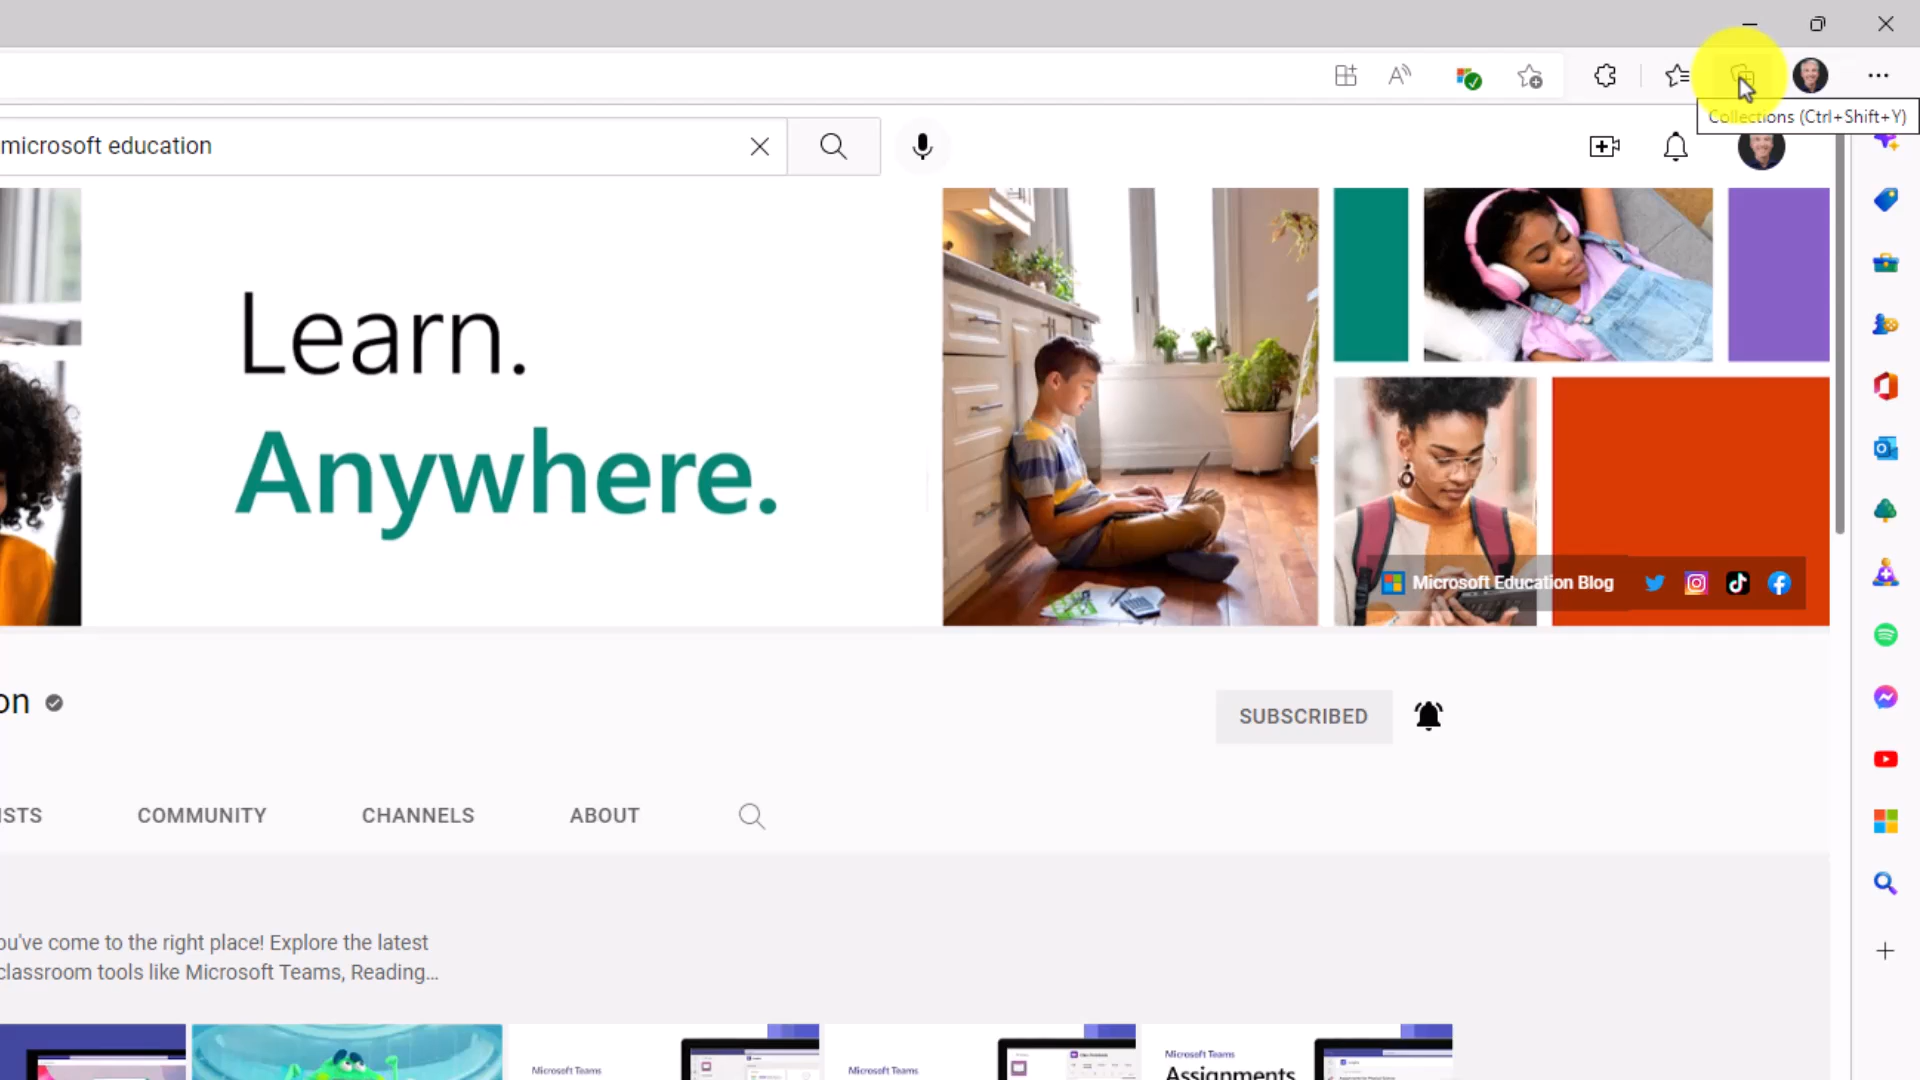 Collections (Ctrl+Shift+Y)
microsoft education
Learn.
Anywhere.
Microsoft Education Blog
on
SUBSCRIBED
ISTS COMMUNITY CHANNELS ABOUT
ou've come to the right place! Explore the latest
classroom tools like Microsoft Teams, Reading...
Microsoft Teams
Microsoft Teams
Microsoft Teams
Assignments